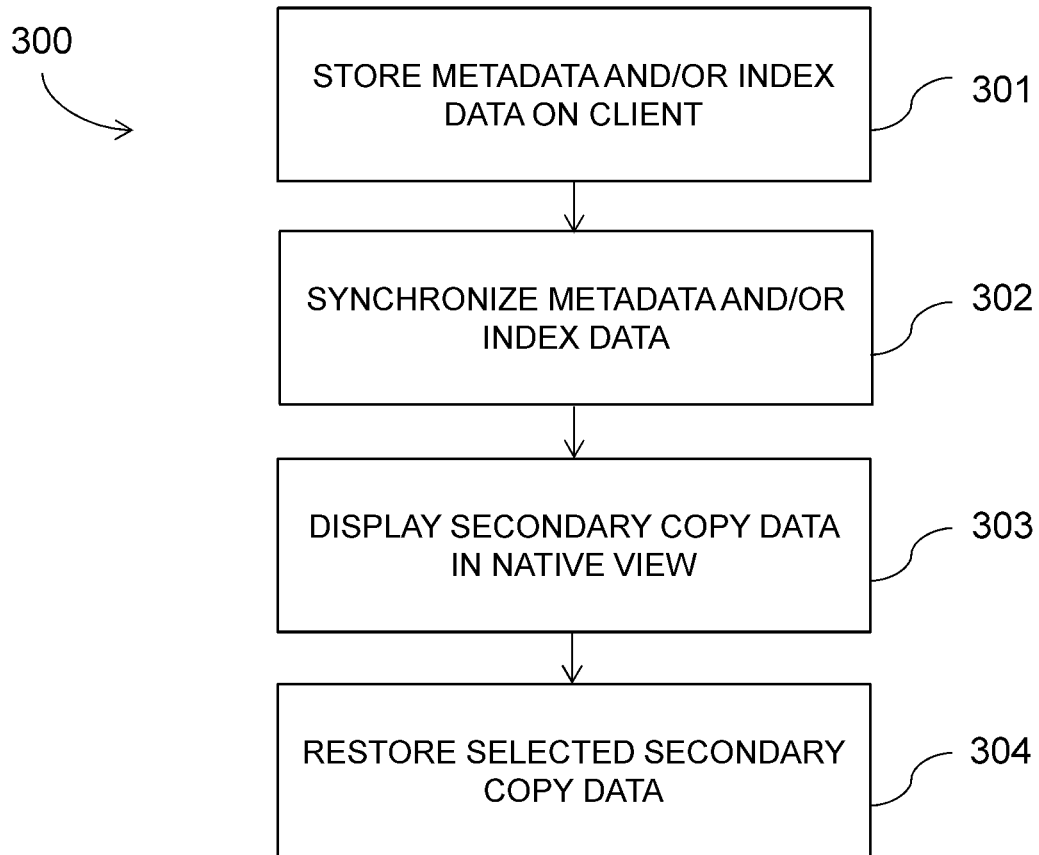 300
STORE METADATA AND/OR INDEX
DATA ON CLIENT
301
SYNCHRONIZE METADATA AND/OR
INDEX DATA
302
DISPLAY SECONDARY COPY DATA
IN NATIVE VIEW
303
RESTORE SELECTED SECONDARY
COPY DATA
304